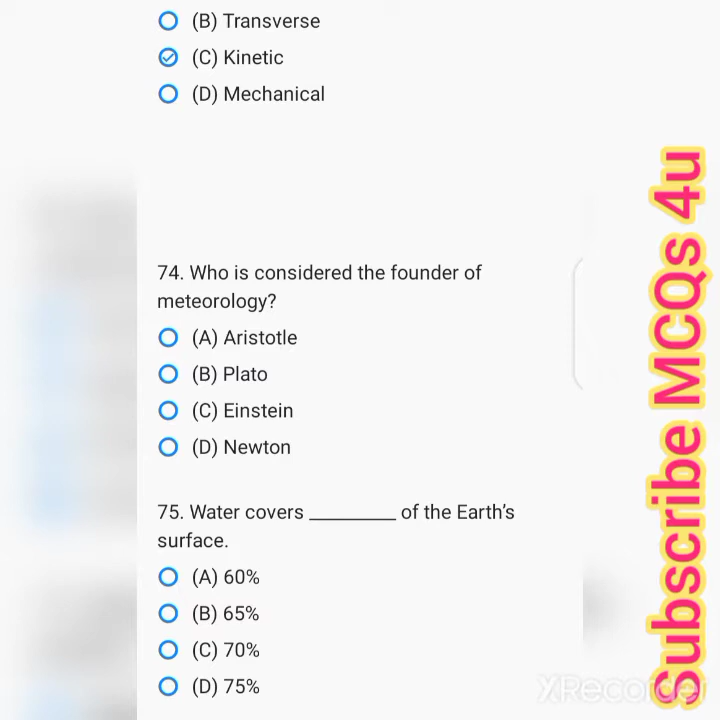 (B) Transverse
(C) Kinetic
(D) Mechanical
74. Who is considered the founder of
meteorology?
(A) Aristotle
(B) Plato
(C) Einstein
(D) Newton
75. Water covers _________ of the Earth’s
surface.
(A) 60%
(B) 65%
(C) 70%
(D) 75%
Subscribe MCQs 4u
XRecorder